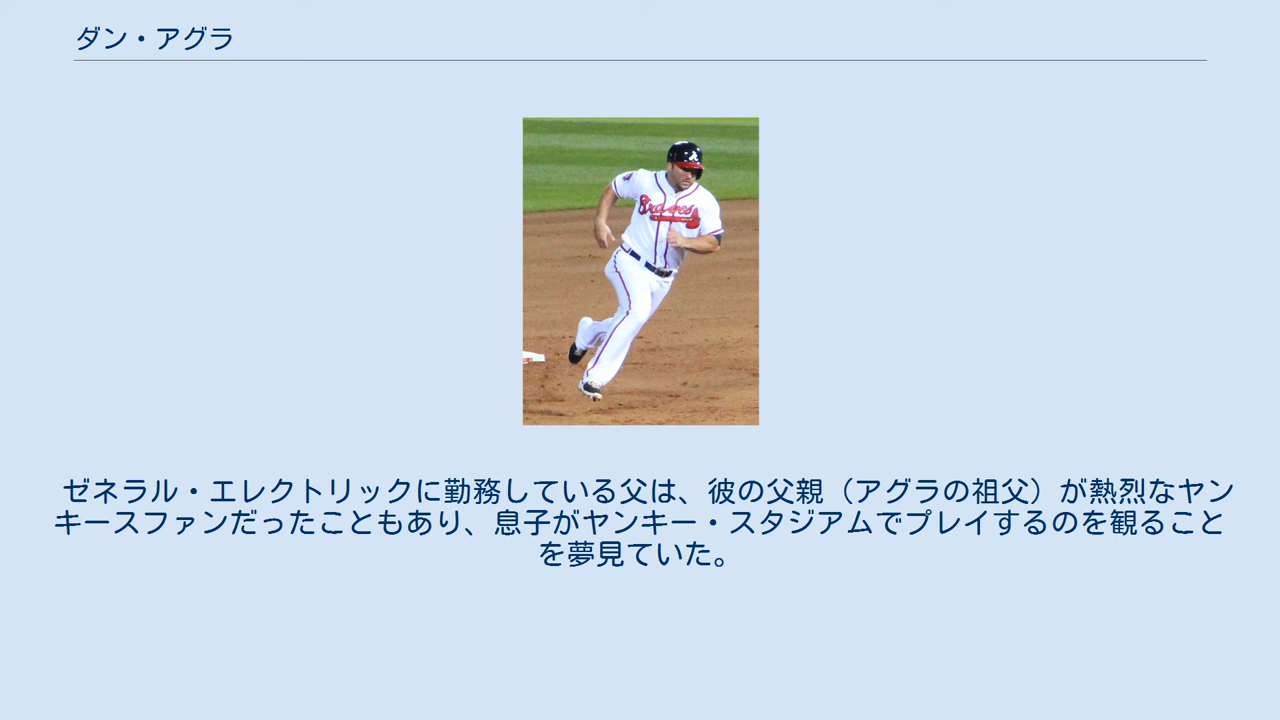 ダン・アグラ
Braves
ゼネラル・エレクトリックに勤務している父は、彼の父親（アグラの祖父）が熱烈なヤン
キースファンだったこともあり、息子がヤンキー・スタジアムでプレイするのを観ること
を夢見ていた。